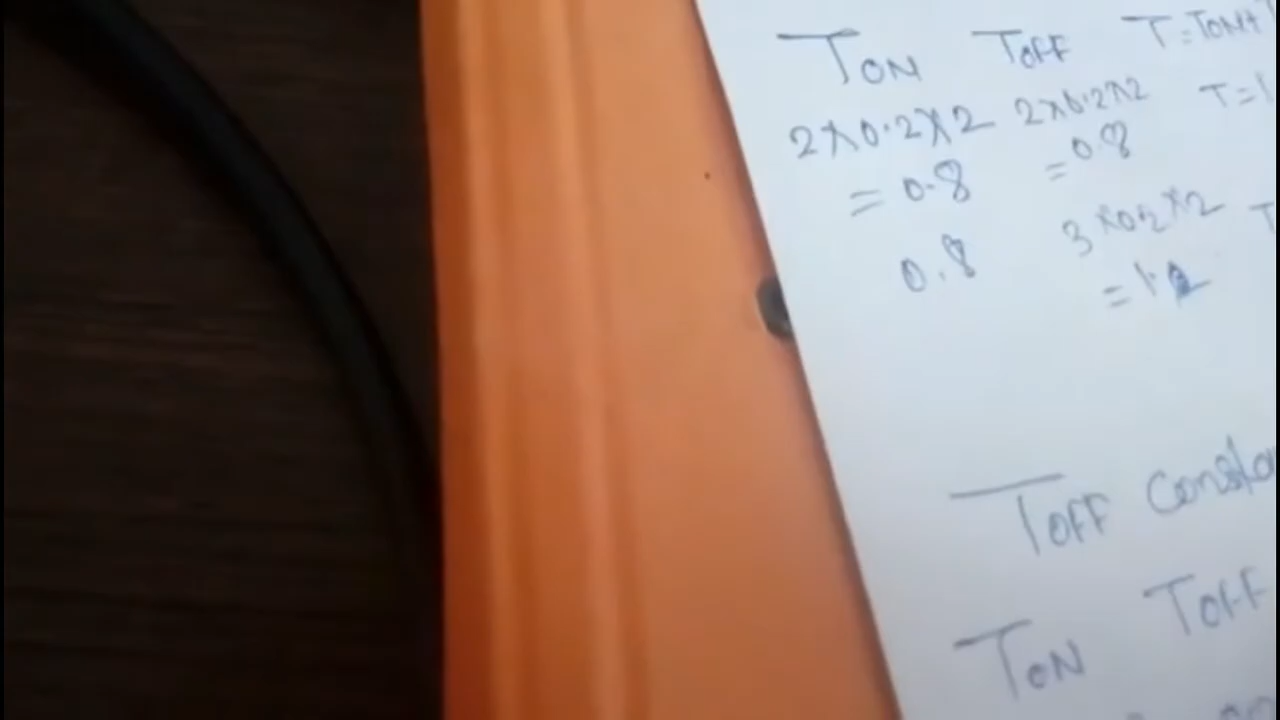 TON TOFF T=TON+
2×0.2×2 2×0.2×2 T=1
=0.8 =0.8
0.8 3×0.2×2 T
=1.2
TOFF Consta
TON TOFF